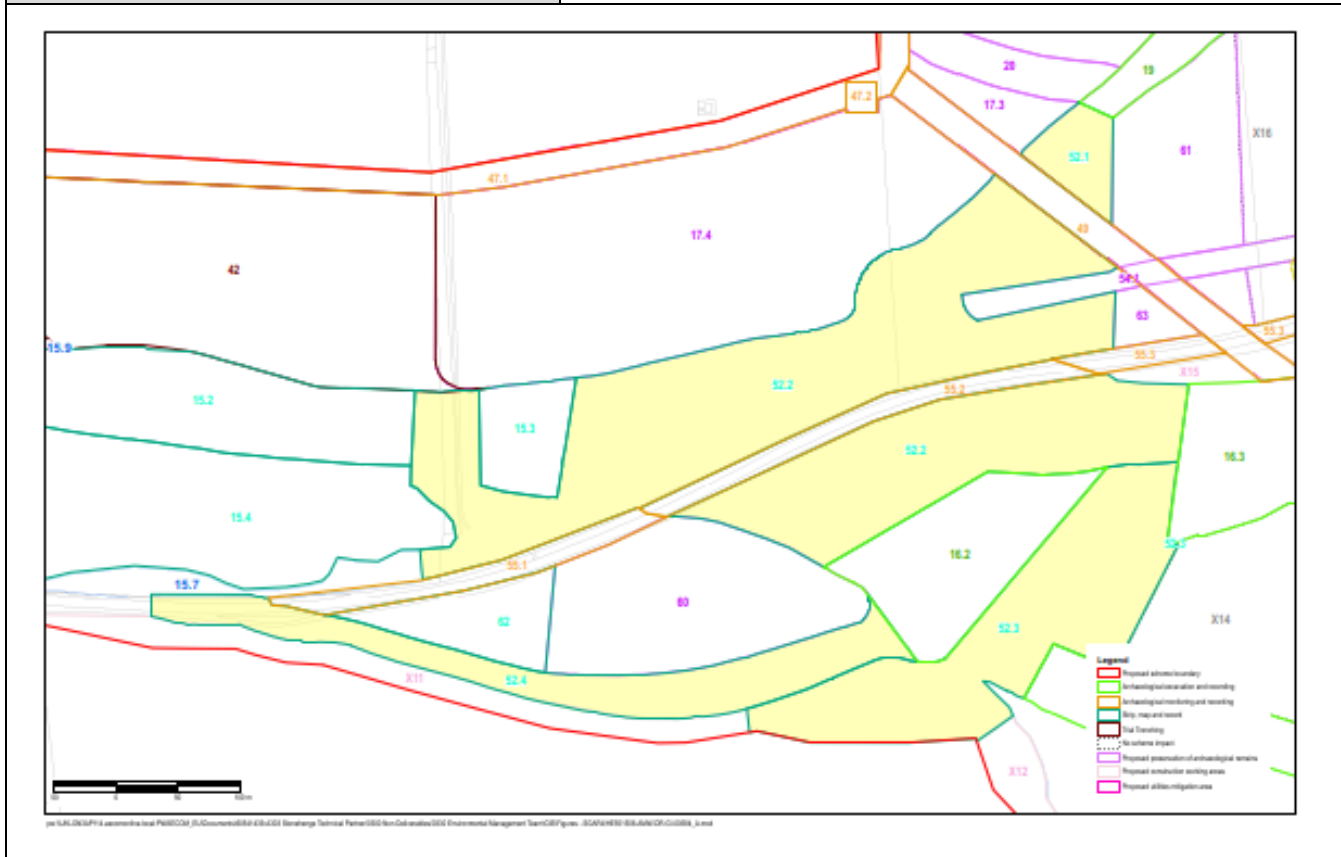 20
19
47.2
17.3
X16
61
52.1
47.1
17.4
49
42
54.1
63
15.9
55.3
55.3
X15
15.2
52.2
55.2
15.3
52.2
16.3
15.4
16.2
55.1
15.7
60
62
52.3
X14
X11
52.4
X12
Legend
Proposed scheme boundary
Archaeological excavation and recording
Archaeological monitoring and recording
Strip, map and record
Trial Trenching
No scheme impact
Proposed preservation of archaeological remains
Proposed construction working areas
Proposed utilities mitigation area
50 0 50 100 m